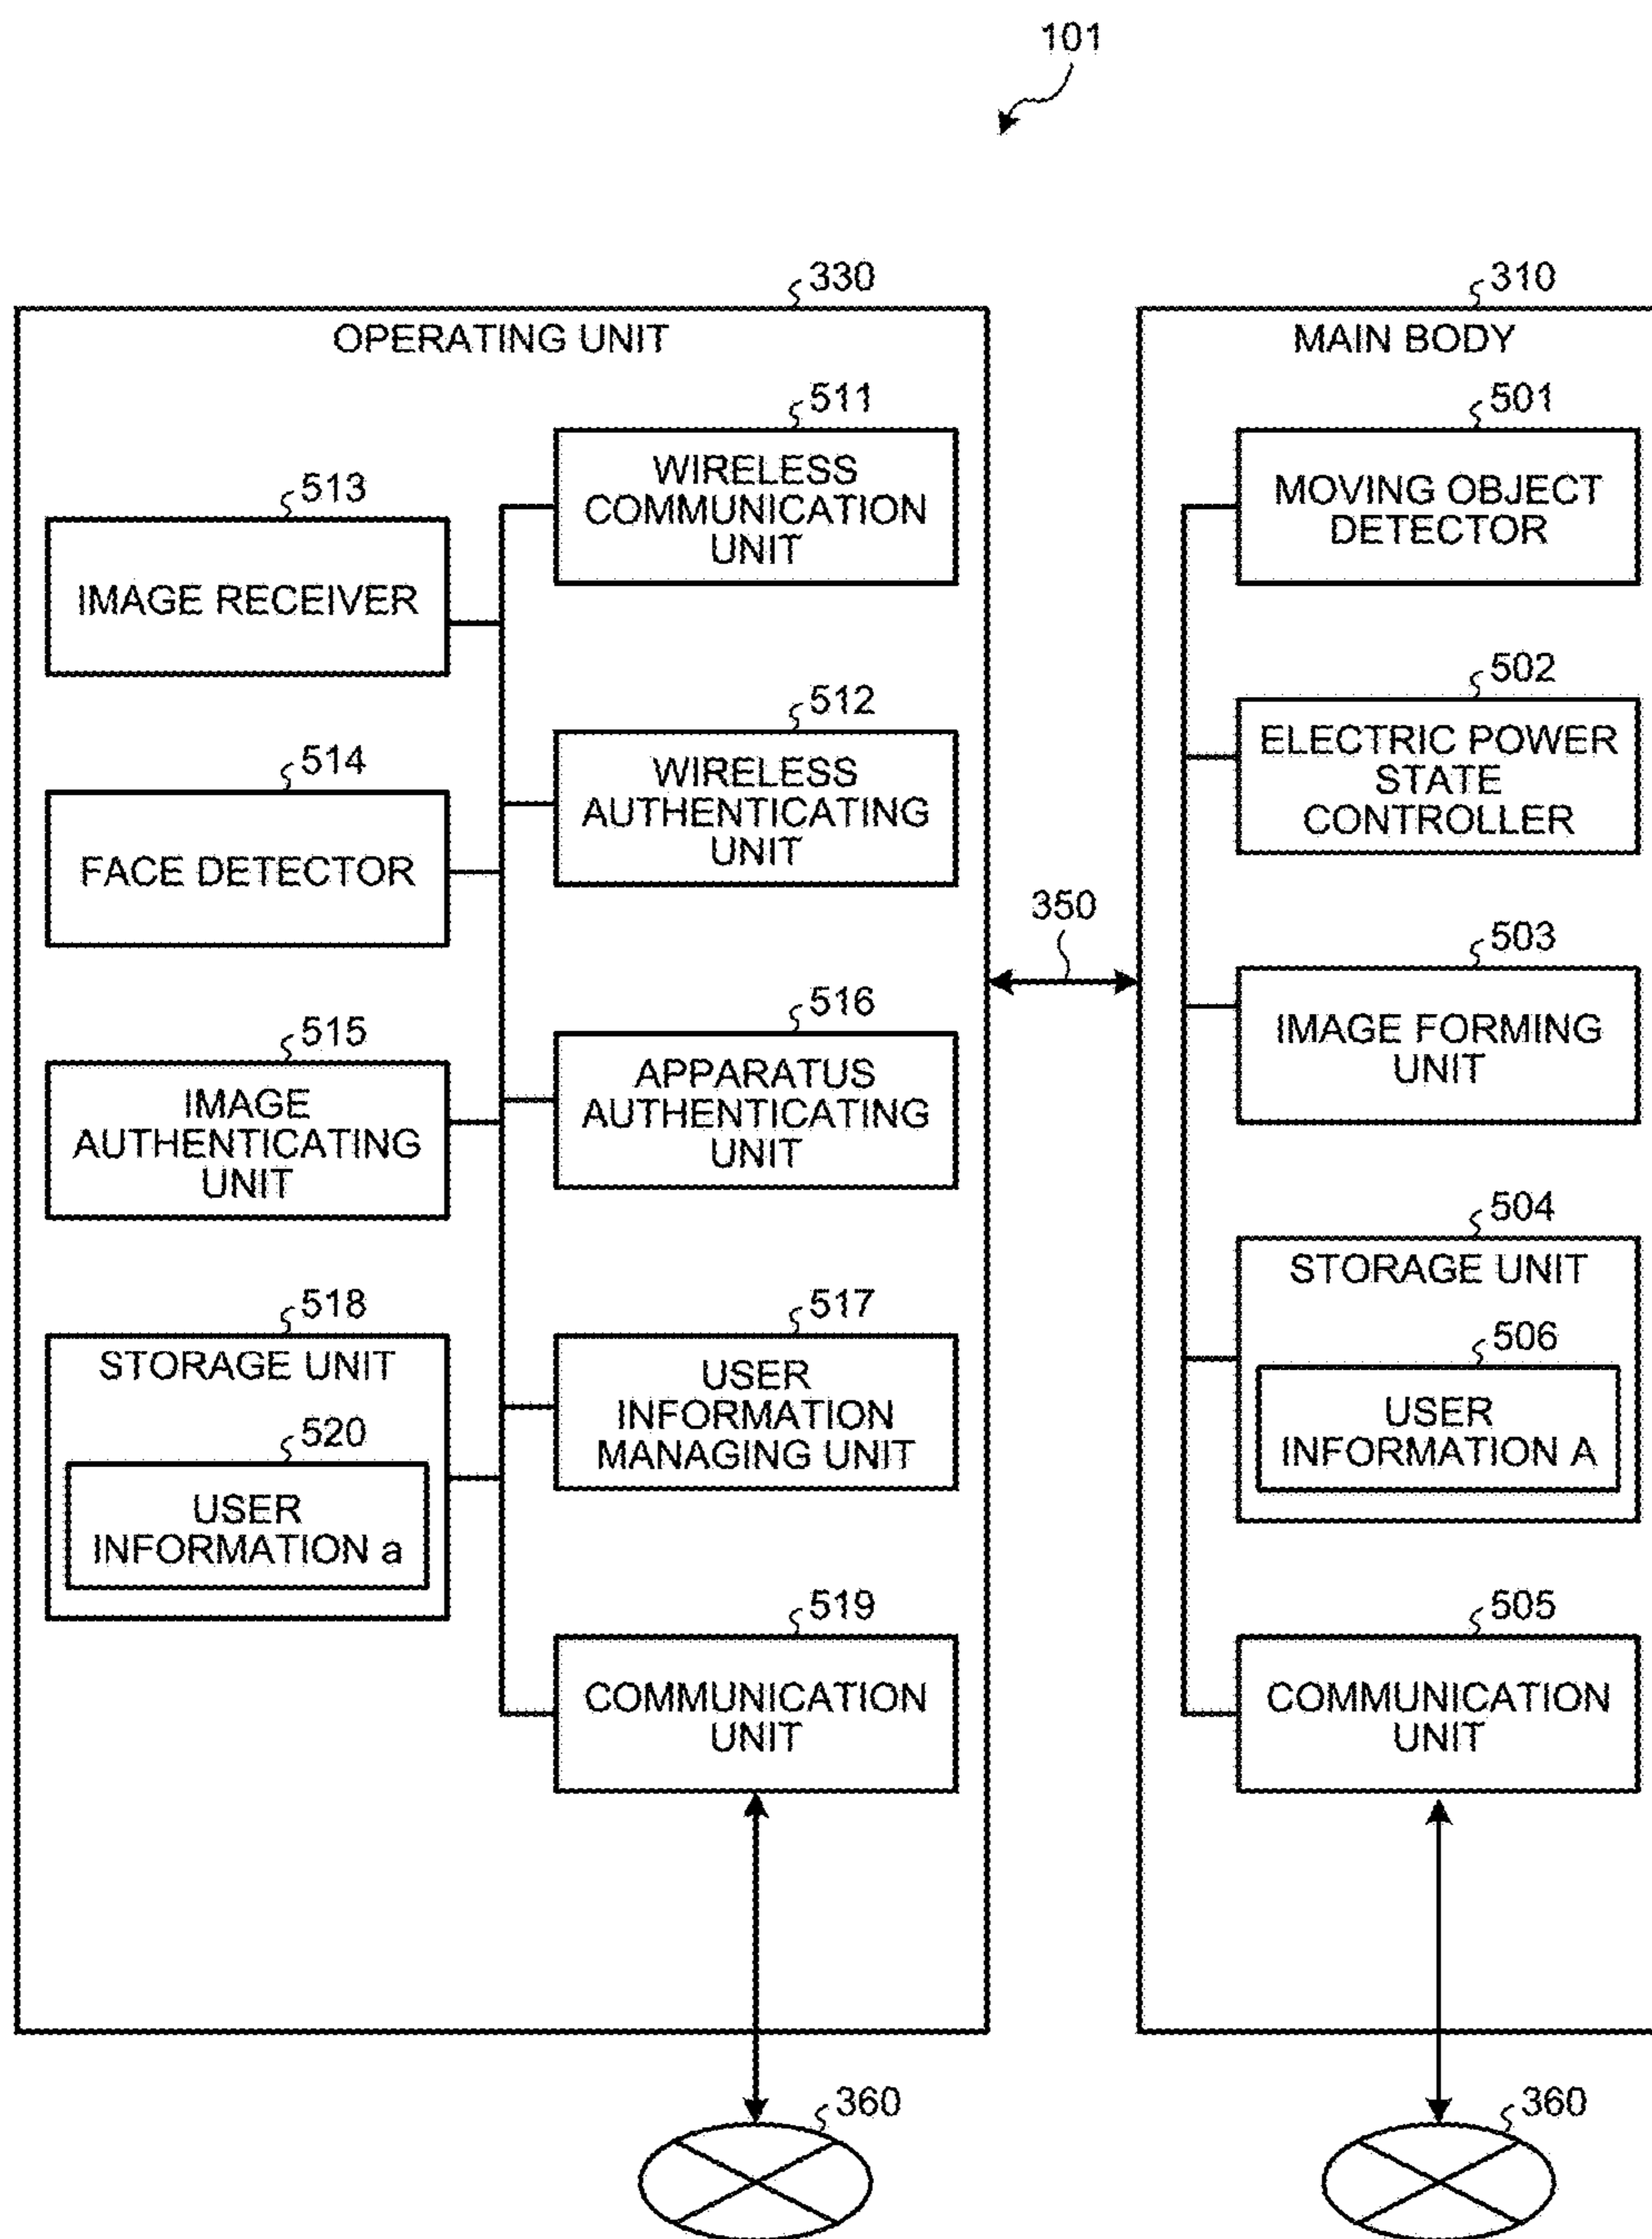 101
330
OPERATING UNIT
513
IMAGE RECEIVER
514
FACE DETECTOR
515
IMAGE
AUTHENTICATING
UNIT
518
STORAGE UNIT
520
USER
INFORMATION a
511
WIRELESS
COMMUNICATION
UNIT
512
WIRELESS
AUTHENTICATING
UNIT
516
APPARATUS
AUTHENTICATING
UNIT
517
USER
INFORMATION
MANAGING UNIT
519
COMMUNICATION
UNIT
360
350
310
MAIN BODY
501
MOVING OBJECT
DETECTOR
502
ELECTRIC POWER
STATE
CONTROLLER
503
IMAGE FORMING
UNIT
504
STORAGE UNIT
506
USER
INFORMATION A
505
COMMUNICATION
UNIT
360